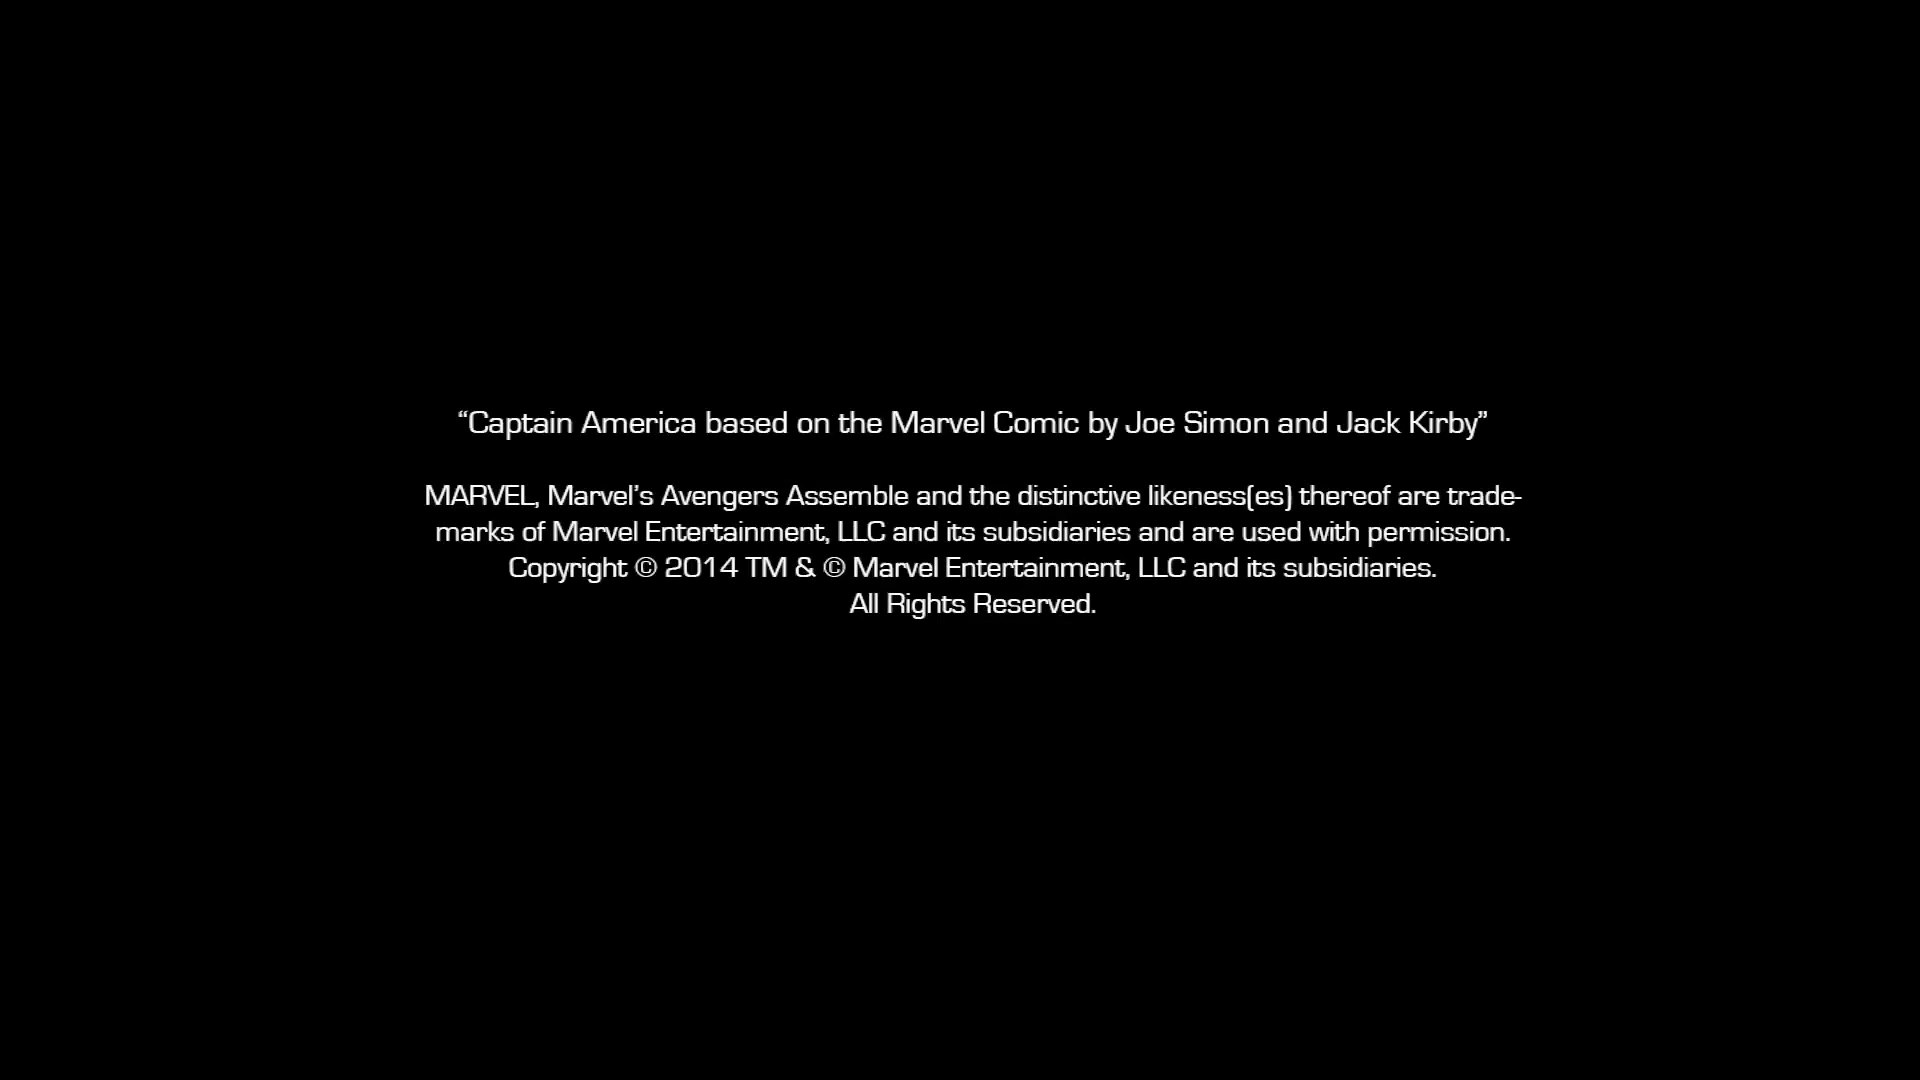 “Captain America based on the Marvel Comic by Joe Simon and Jack Kirby”
MARVEL, Marvel’s Avengers Assemble and the distinctive likeness(es) thereof are trade-
marks of Marvel Entertainment, LLC and its subsidiaries and are used with permission.
Copyright © 2014 TM & © Marvel Entertainment, LLC and its subsidiaries.
All Rights Reserved.